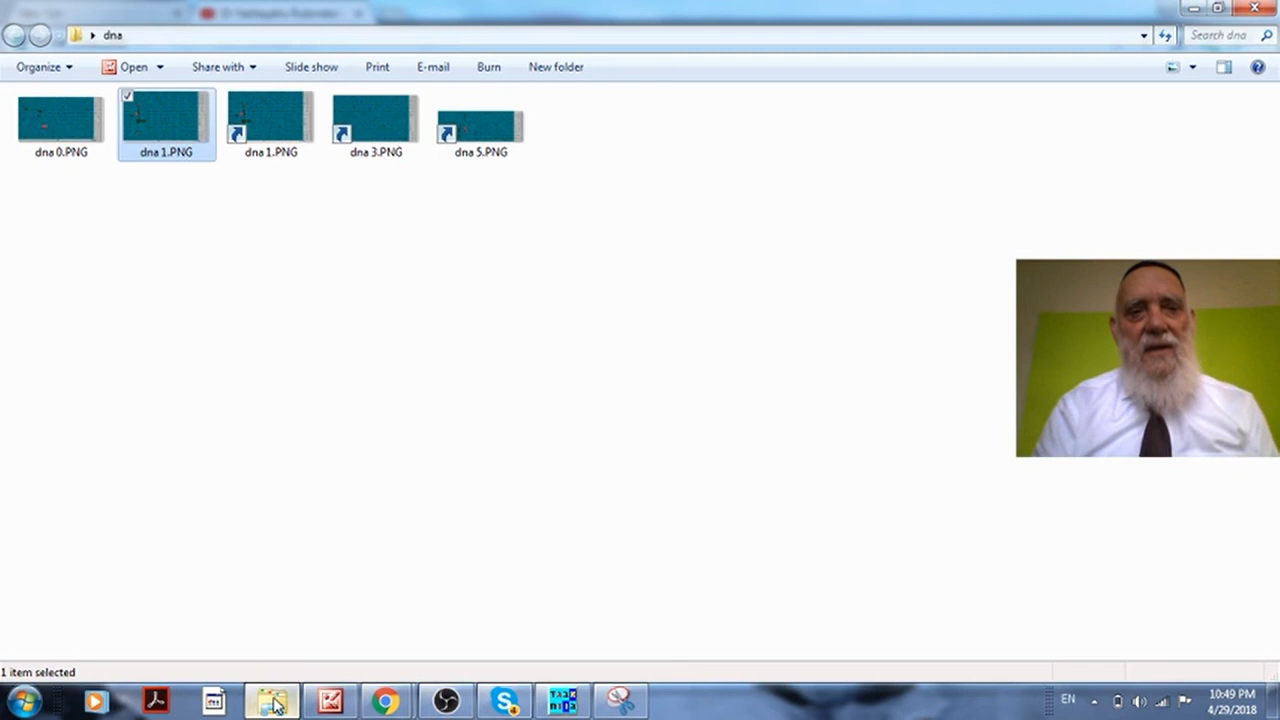 dna
Search dna
Organize Open Share with Slide show Print E-mail Burn New folder
dna 0.PNG dna 1.PNG dna 1.PNG dna 3.PNG dna 5.PNG
1 item selected
EN
10:49 PM
4/29/2018